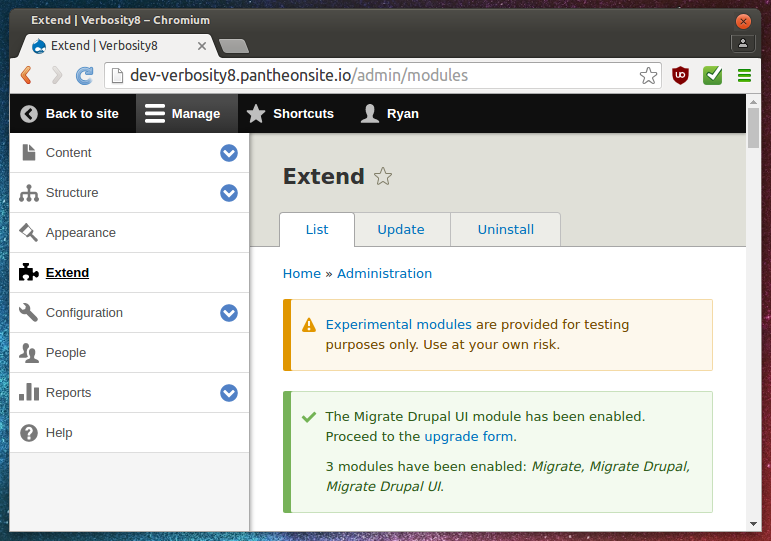 Extend | Verbosity8 – Chromium
Extend | Verbosity8
dev-verbosity8.pantheonsite.io/admin/modules
Back to site
Manage
Shortcuts
Ryan
Content
Structure
Appearance
Extend
Configuration
People
Reports
Help
Extend
List
Update
Uninstall
Home » Administration
Experimental modules are provided for testing
purposes only. Use at your own risk.
The Migrate Drupal UI module has been enabled.
Proceed to the upgrade form.
3 modules have been enabled: Migrate, Migrate Drupal,
Migrate Drupal UI.